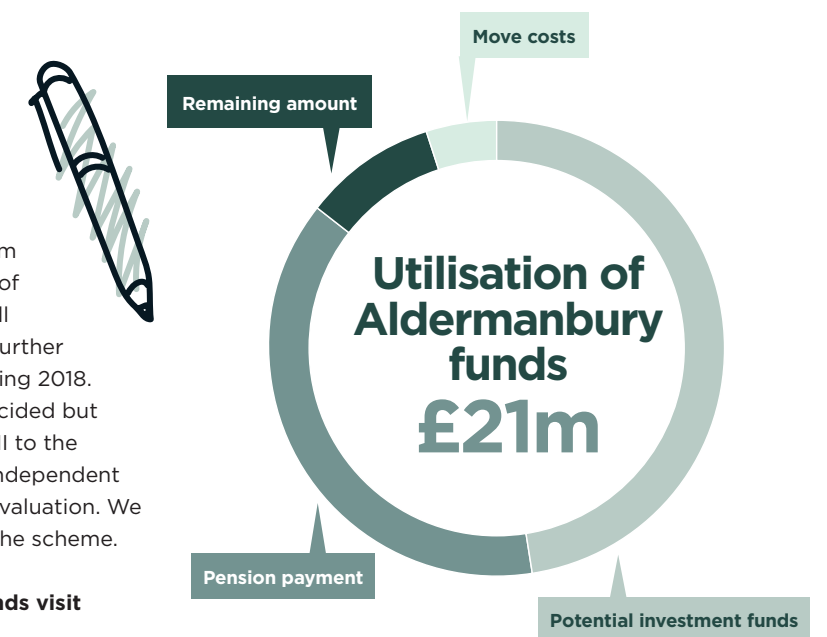 Move costs
Remaining amount
Utilisation of
Aldermanbury
funds
£21m
Pension payment
Potential investment funds
m
of
ll
urther
ing 2018.
cided but
ll to the
ndependent
valuation. We
he scheme.
nds visit